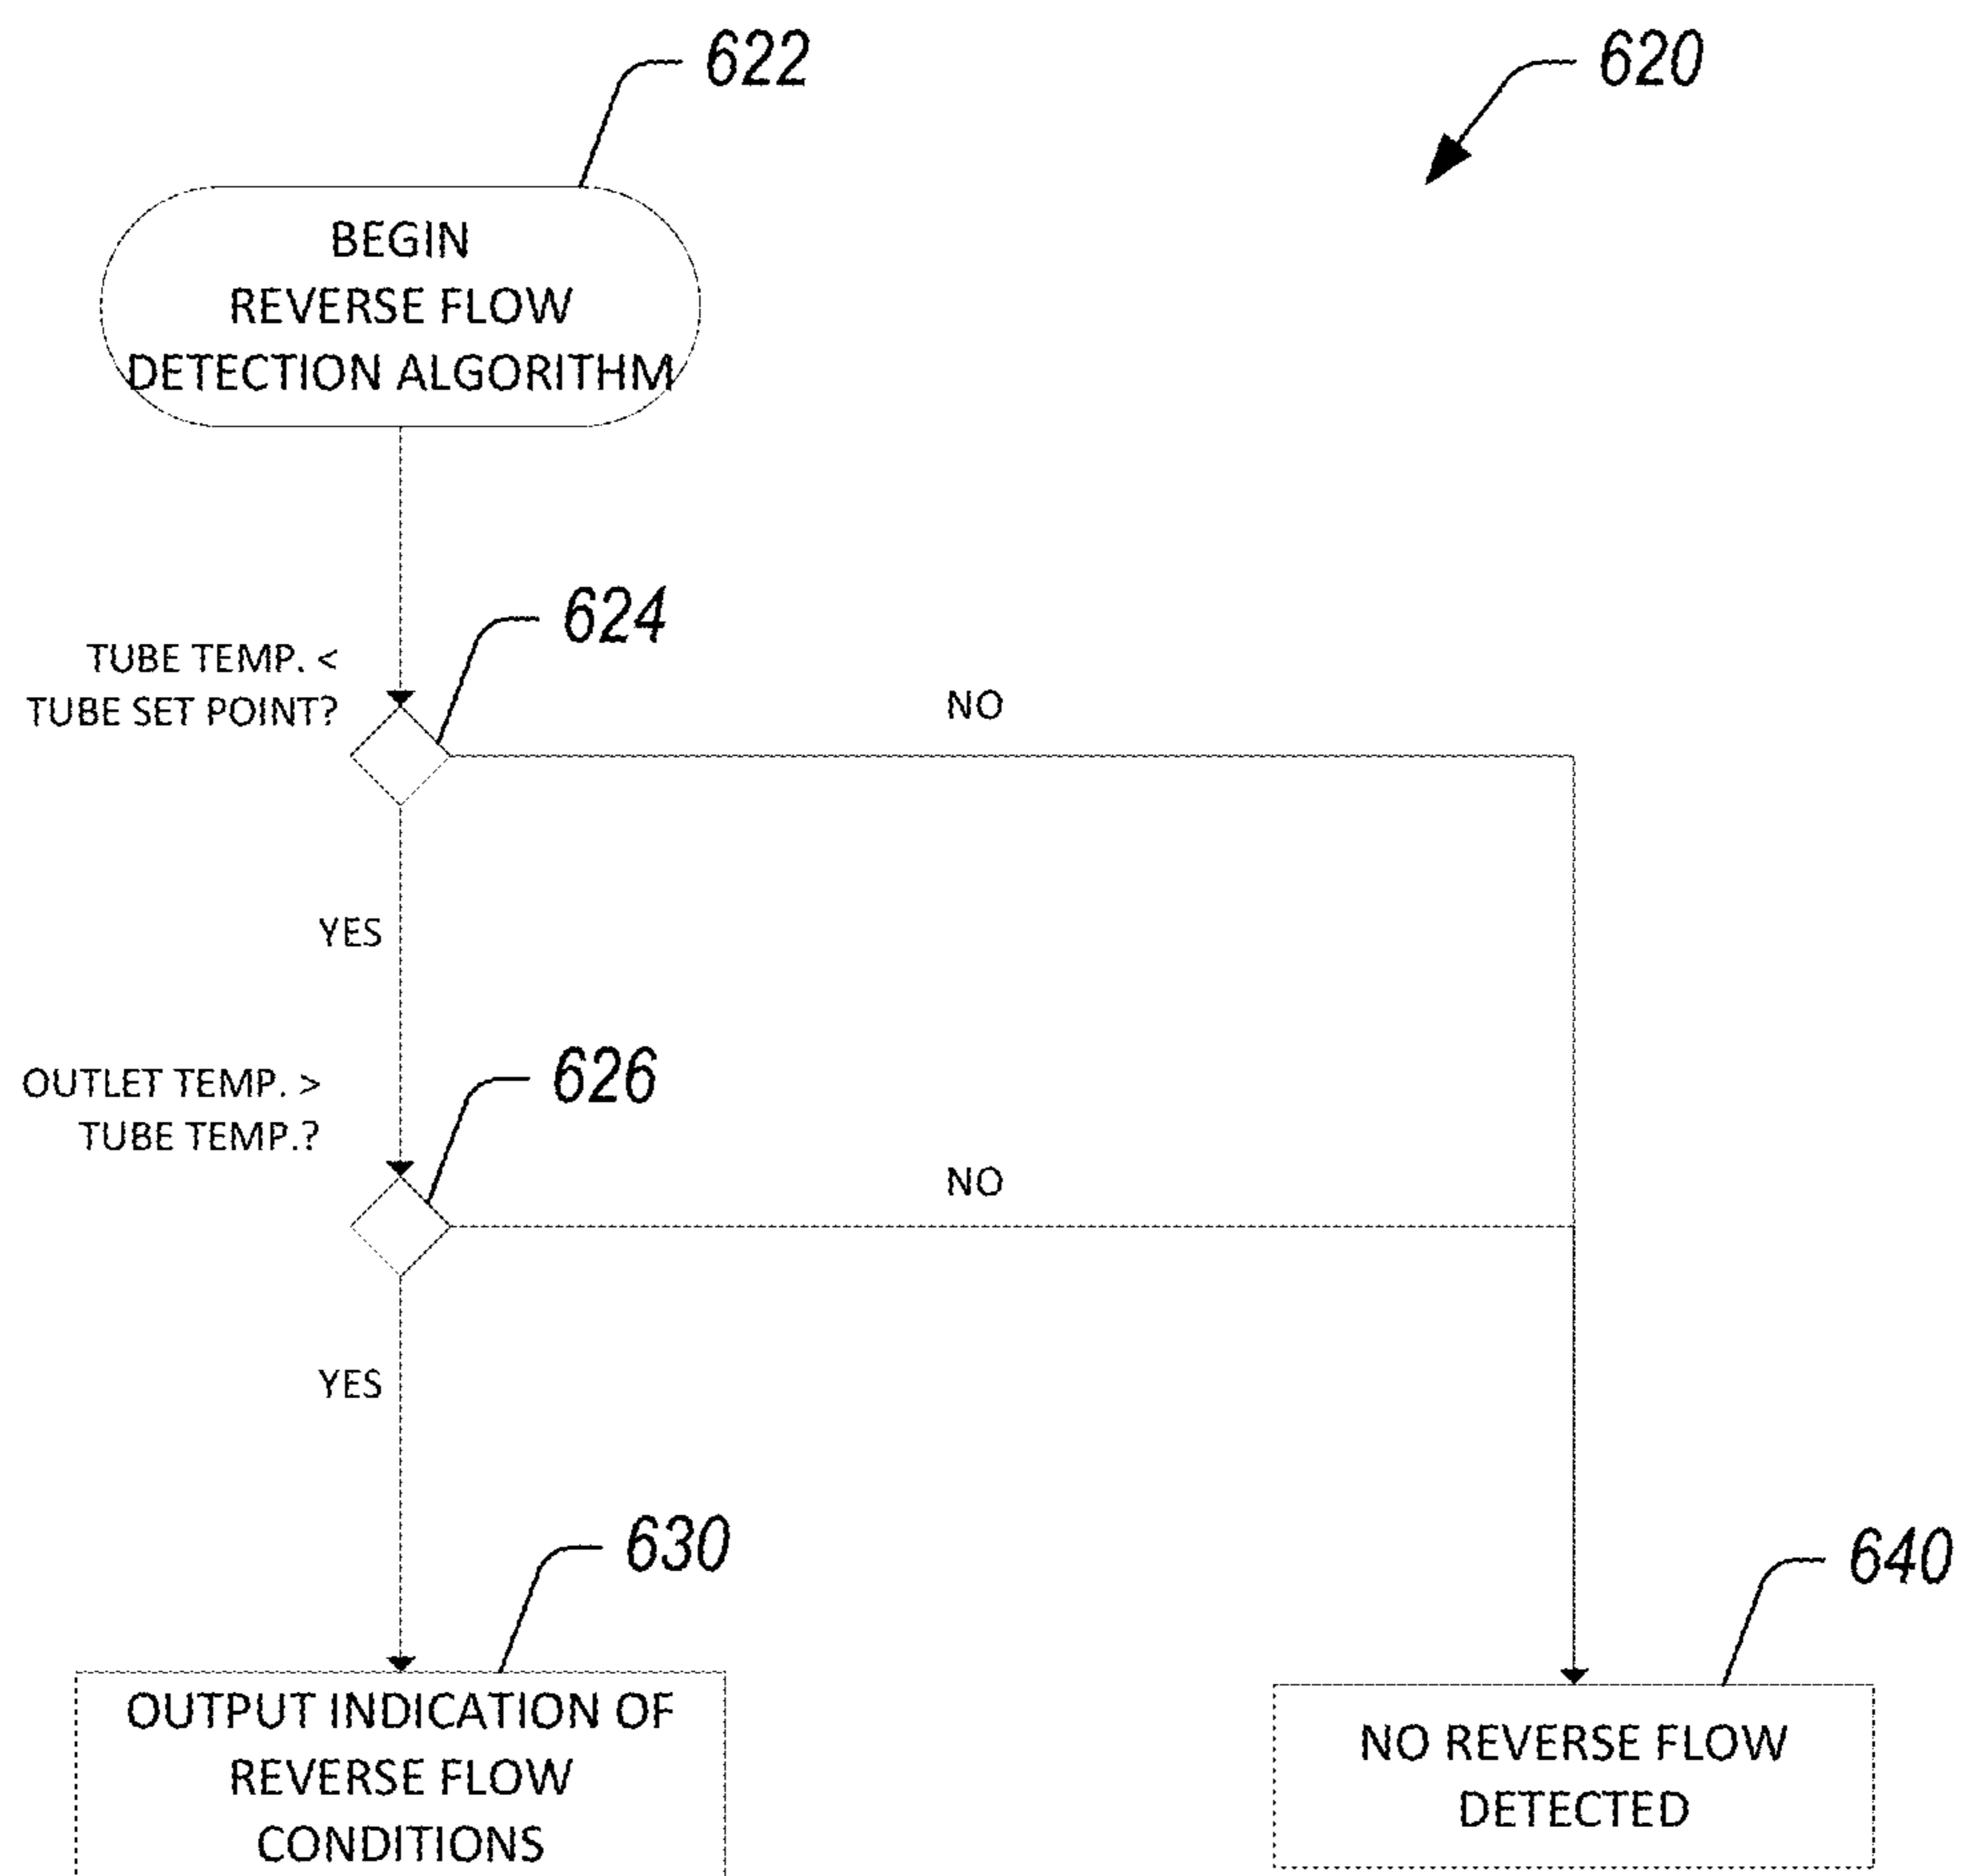 622
620
BEGIN
REVERSE FLOW
DETECTION ALGORITHM
624
TUBE TEMP. <
TUBE SET POINT?
NO
YES
626
OUTLET TEMP. >
TUBE TEMP.?
NO
YES
630
640
OUTPUT INDICATION OF
REVERSE FLOW
CONDITIONS
NO REVERSE FLOW
DETECTED